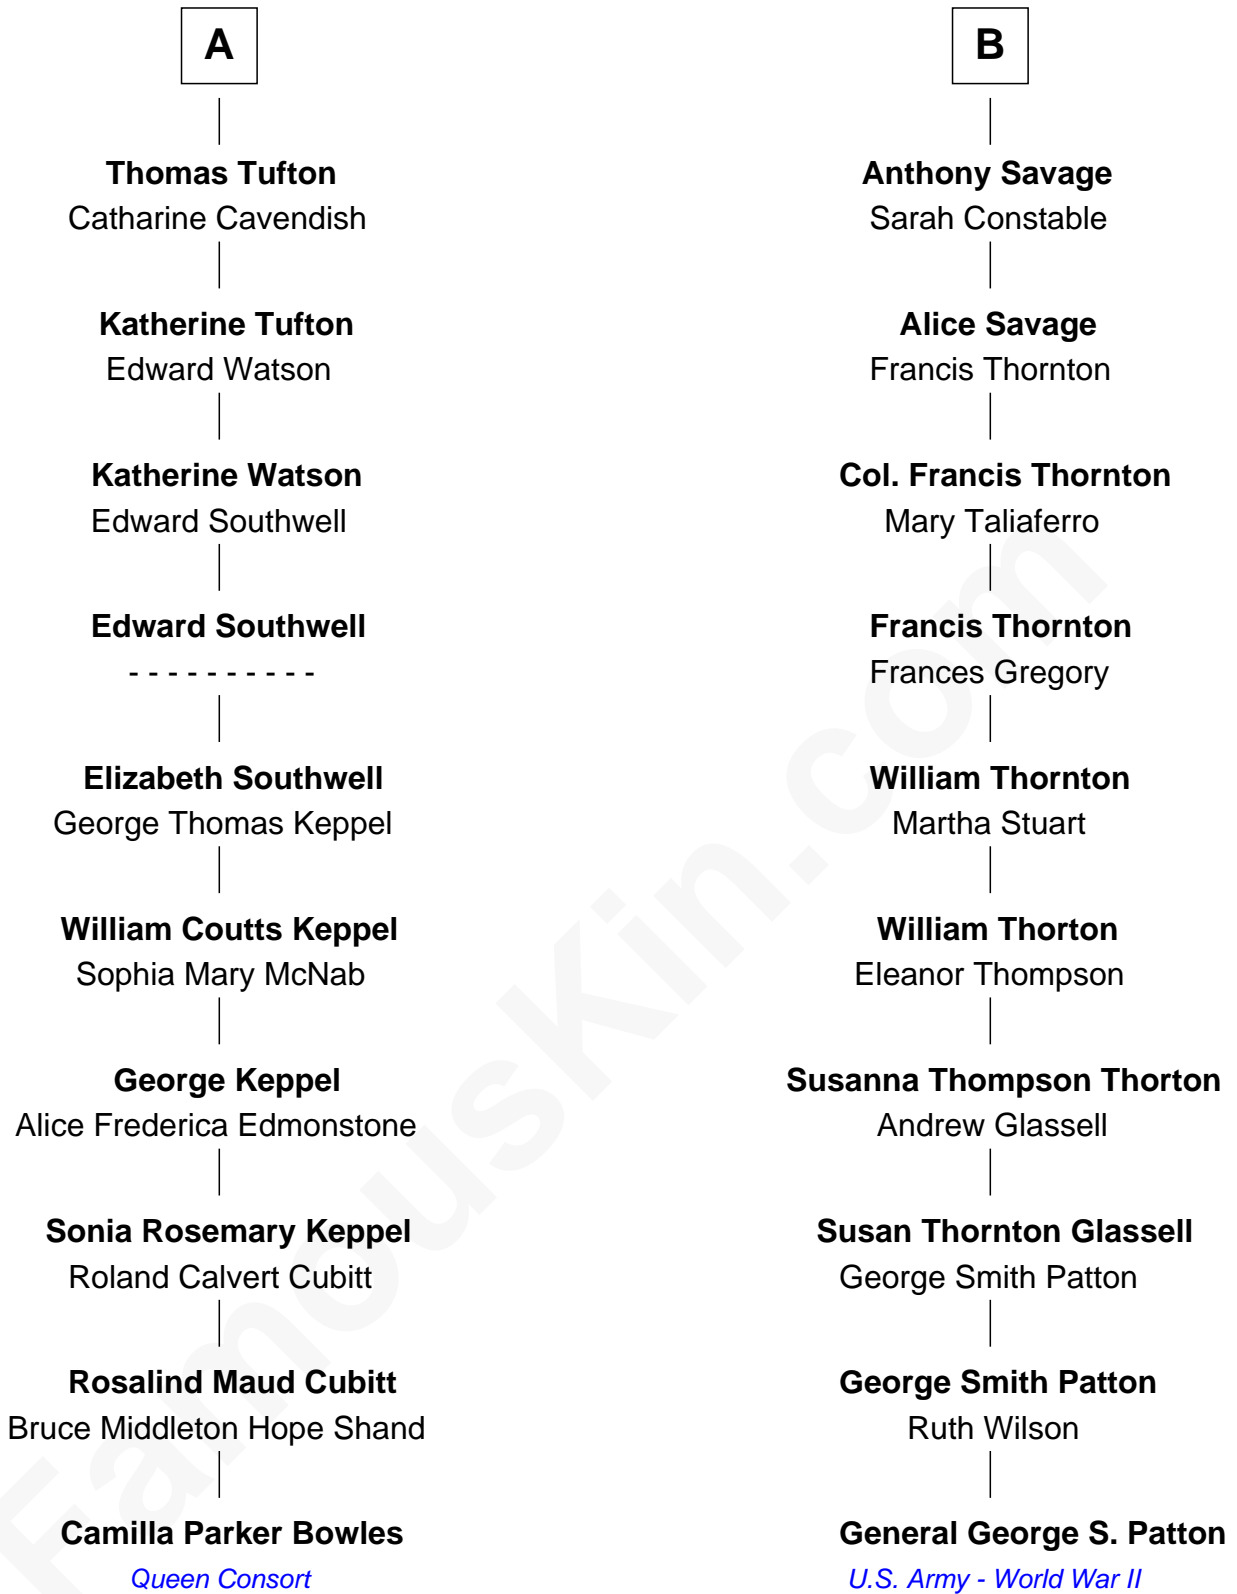 A
Thomas Tufton
Catharine Cavendish
Katherine Tufton
Edward Watson
Katherine Watson
Edward Southwell
Edward Southwell
- - - - - - - - - -
Elizabeth Southwell
George Thomas Keppel
William Coutts Keppel
Sophia Mary McNab
George Keppel
Alice Frederica Edmonstone
Sonia Rosemary Keppel
Roland Calvert Cubitt
Rosalind Maud Cubitt
Bruce Middleton Hope Shand
Camilla Parker Bowles
Queen Consort
B
Anthony Savage
Sarah Constable
Alice Savage
Francis Thornton
Col. Francis Thornton
Mary Taliaferro
Francis Thornton
Frances Gregory
William Thornton
Martha Stuart
William Thorton
Eleanor Thompson
Susanna Thompson Thorton
Andrew Glassell
Susan Thornton Glassell
George Smith Patton
George Smith Patton
Ruth Wilson
General George S. Patton
U.S. Army - World War II
FamousKin.com